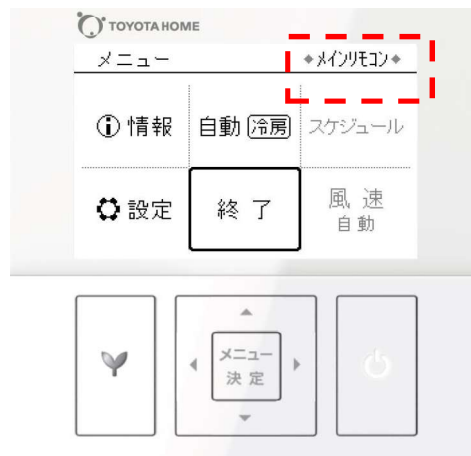 TOYOTA HOME
メニュー ◆メインリモコン◆
情報 自動 冷房 スケジュール
設定 終了 風速
自動
メニュー
決定